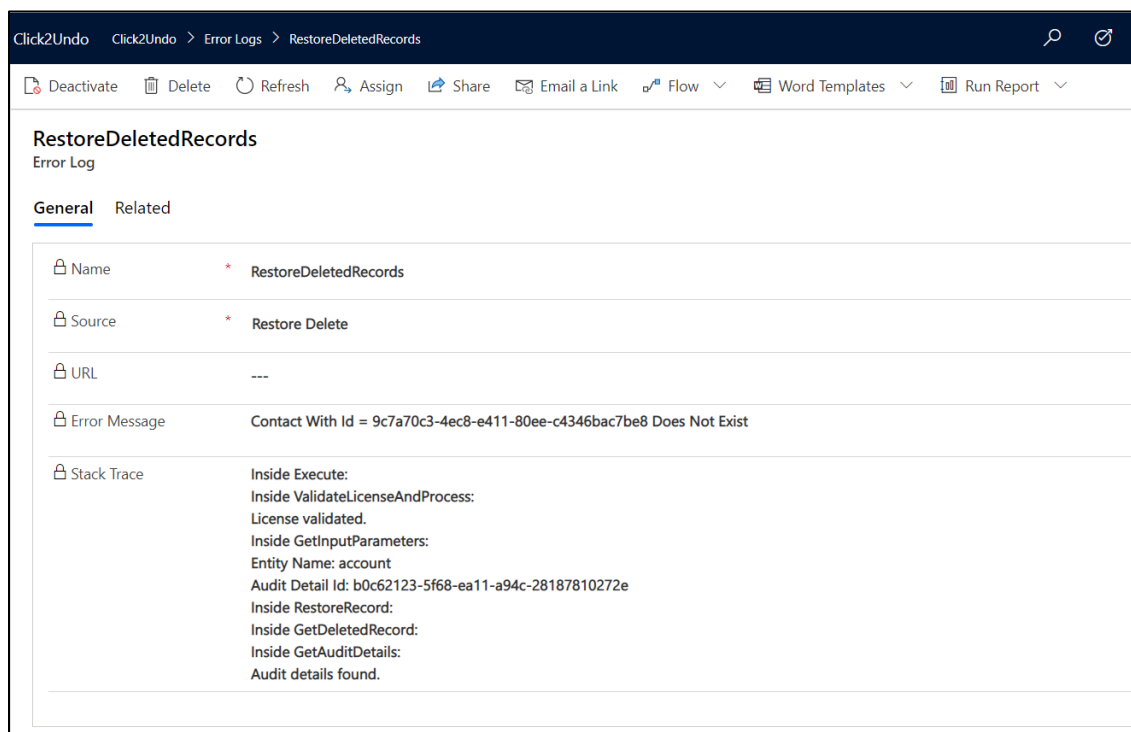 Click2Undo Click2Undo > Error Logs > RestoreDeletedRecords
Deactivate Delete Refresh Assign Share Email a Link Flow Word Templates Run Report
RestoreDeletedRecords
Error Log
General Related
Name * RestoreDeletedRecords
Source * Restore Delete
URL ---
Error Message Contact With Id = 9c7a70c3-4ec8-e411-80ee-c4346bac7be8 Does Not Exist
Stack Trace Inside Execute:
Inside ValidateLicenseAndProcess:
License validated.
Inside GetInputParameters:
Entity Name: account
Audit Detail Id: b0c62123-5f68-ea11-a94c-28187810272e
Inside RestoreRecord:
Inside GetDeletedRecord:
Inside GetAuditDetails:
Audit details found.